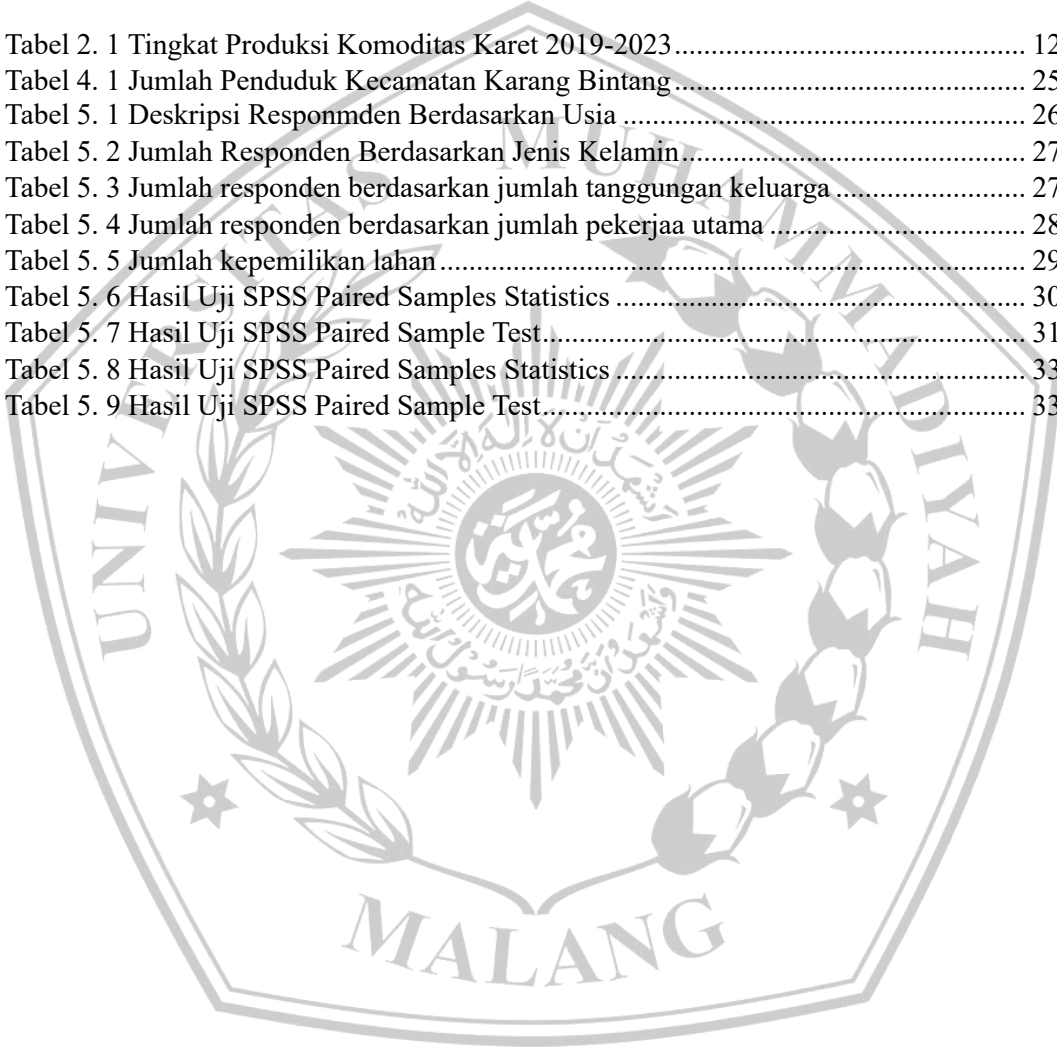 Tabel 2. 1 Tingkat Produksi Komoditas Karet 2019-2023........................................................ 12
Tabel 4. 1 Jumlah Penduduk Kecamatan Karang Bintang........................................................ 25
Tabel 5. 1 Deskripsi Responmden Berdasarkan Usia ................................................................ 26
Tabel 5. 2 Jumlah Responden Berdasarkan Jenis Kelamin....................................................... 27
Tabel 5. 3 Jumlah responden berdasarkan jumlah tanggungan keluarga .............................. 27
Tabel 5. 4 Jumlah responden berdasarkan jumlah pekerjaa utama ......................................... 28
Tabel 5. 5 Jumlah kepemilikan lahan........................................................................................... 29
Tabel 5. 6 Hasil Uji SPSS Paired Samples Statistics ................................................................. 30
Tabel 5. 7 Hasil Uji SPSS Paired Sample Test............................................................................. 31
Tabel 5. 8 Hasil Uji SPSS Paired Samples Statistics ................................................................. 33
Tabel 5. 9 Hasil Uji SPSS Paired Sample Test............................................................................. 33
UNIVERSITAS MUHAMMADIYAH
MALANG